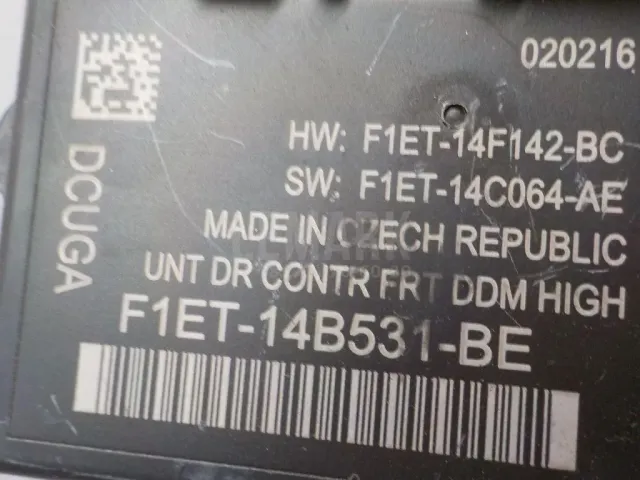 020216
HW: F1ET-14F142-BC
SW: F1ET-14C064-AE
MADE IN CZECH REPUBLIC
UNT DR CONTR FRT DDM HIGH
F1ET-14B531-BE
DCUGA